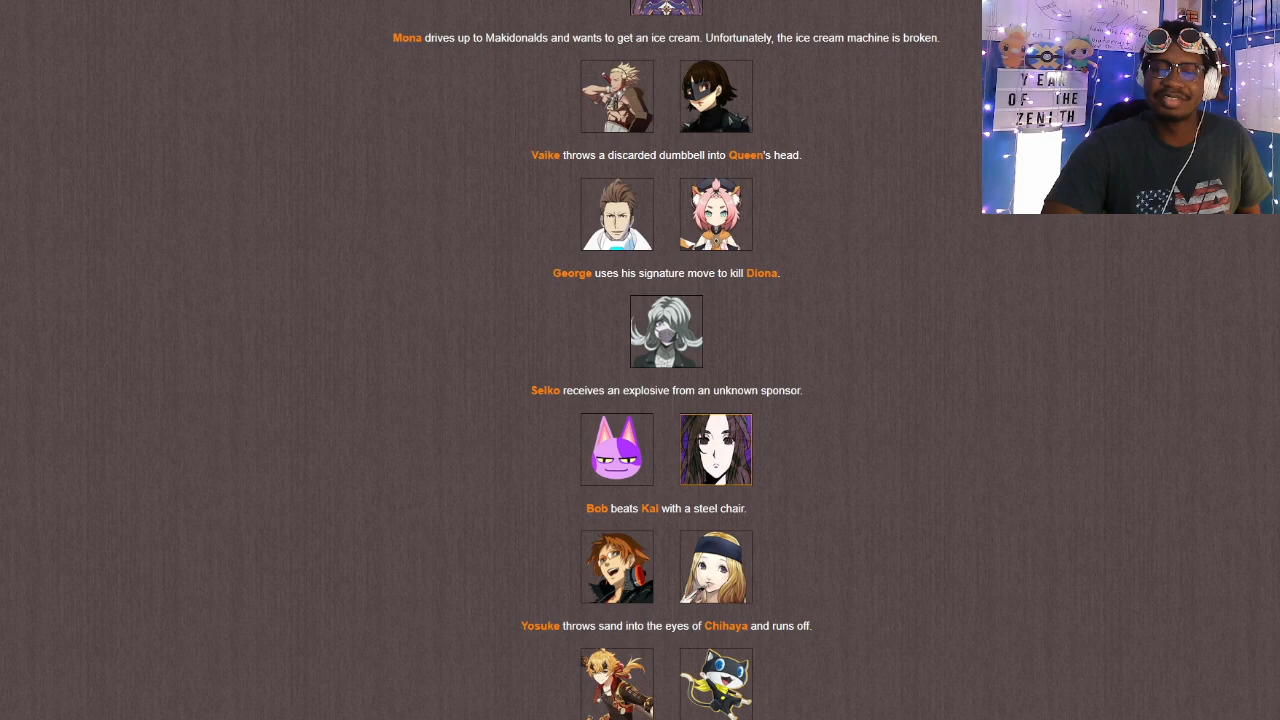 Mona drives up to Makidonalds and wants to get an ice cream. Unfortunately, the ice cream machine is broken.
Vaike throws a discarded dumbbell into Queen's head.
George uses his signature move to kill Diona.
Seiko receives an explosive from an unknown sponsor.
Bob beats Kai with a steel chair.
Yosuke throws sand into the eyes of Chihaya and runs off.
YEAR
OF THE
ZENITH